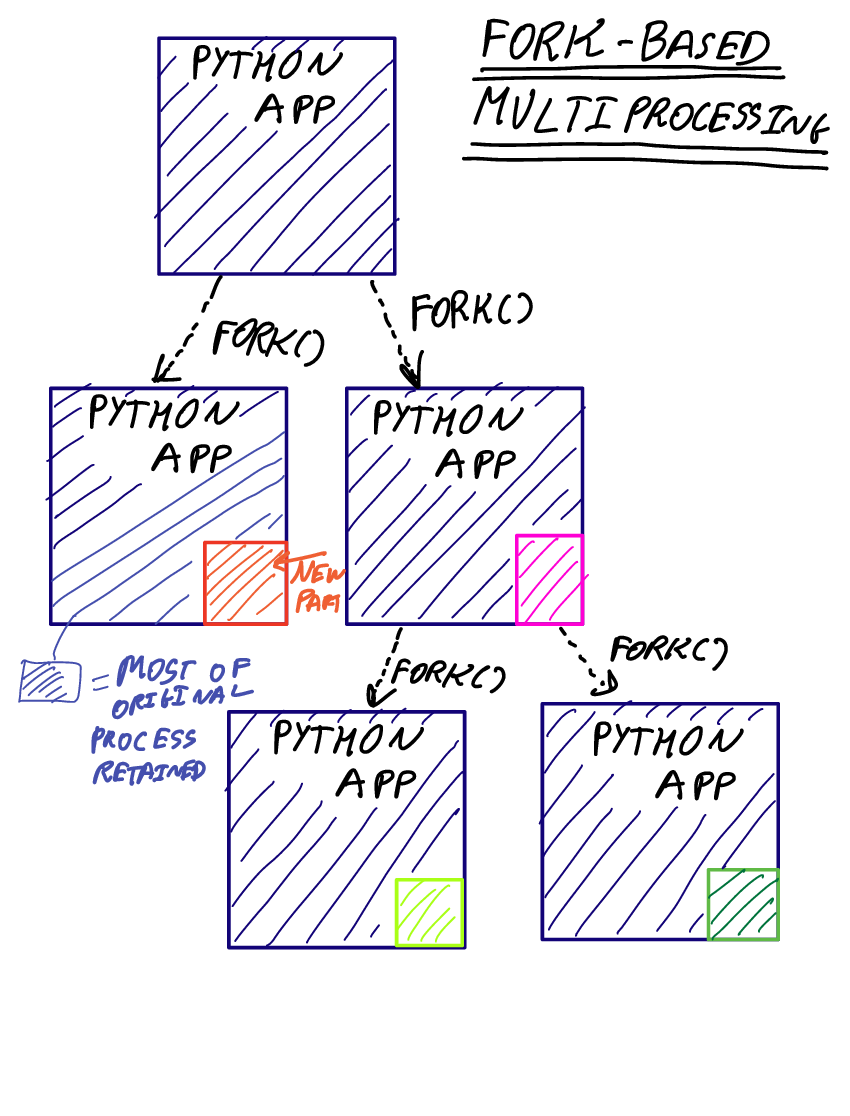 FORK-BASED
MULTIPROCESSING
PYTHON
APP
FORK()
FORK()
PYTHON
APP
PYTHON
APP
NEW
PART
= MOST OF
ORIGINAL
PROCESS
RETAINED
FORK()
FORK()
PYTHON
APP
PYTHON
APP